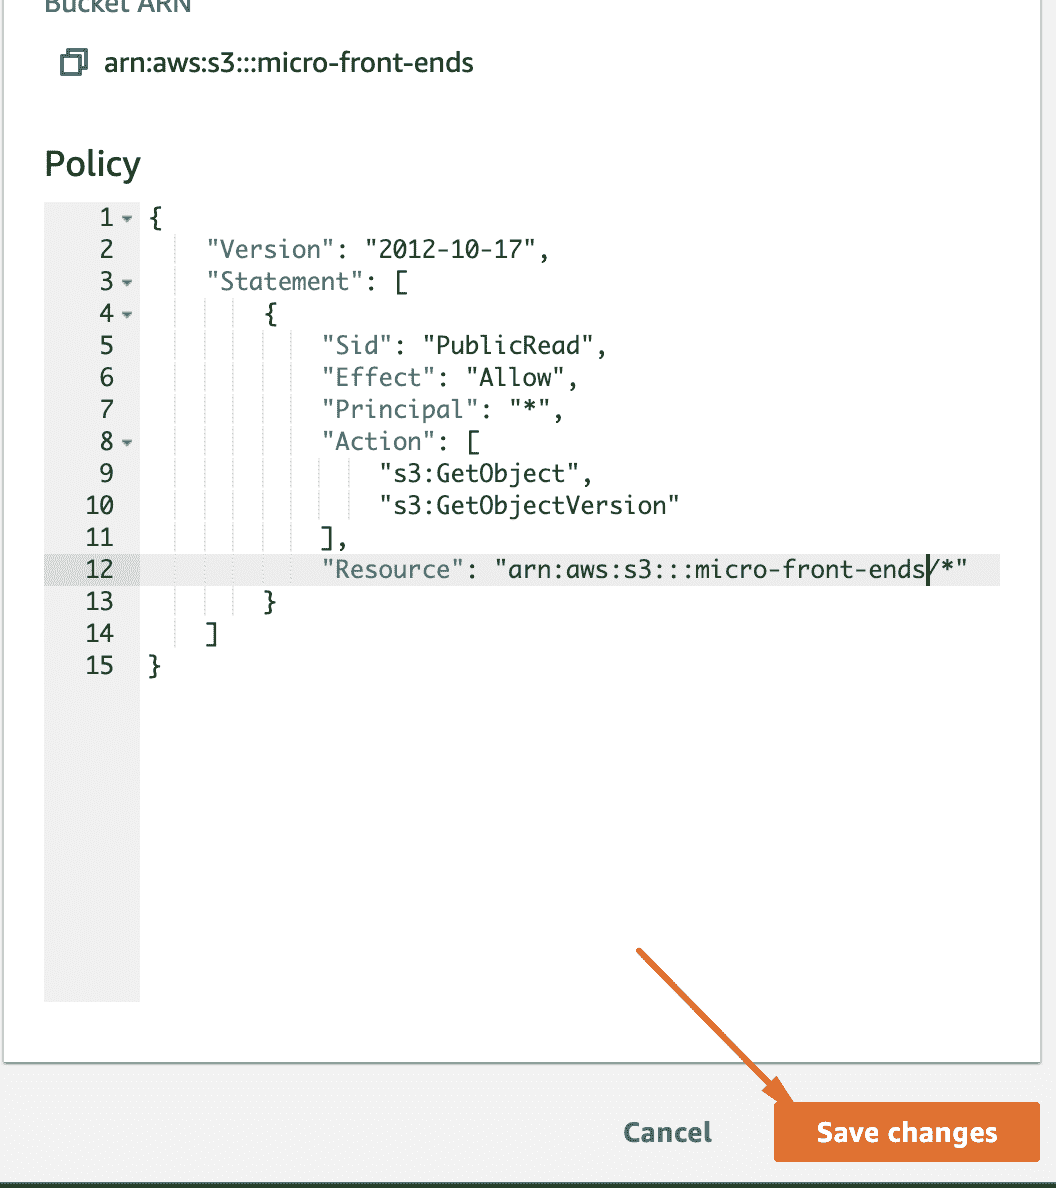 Bucket ARN
arn:aws:s3:::micro-front-ends
Policy
1 {
2 "Version": "2012-10-17",
3 "Statement": [
4 {
5 "Sid": "PublicRead",
6 "Effect": "Allow",
7 "Principal": "*",
8 "Action": [
9 "s3:GetObject",
10 "s3:GetObjectVersion"
11 ],
12 "Resource": "arn:aws:s3:::micro-front-ends/*"
13 }
14 ]
15 }
Cancel Save changes